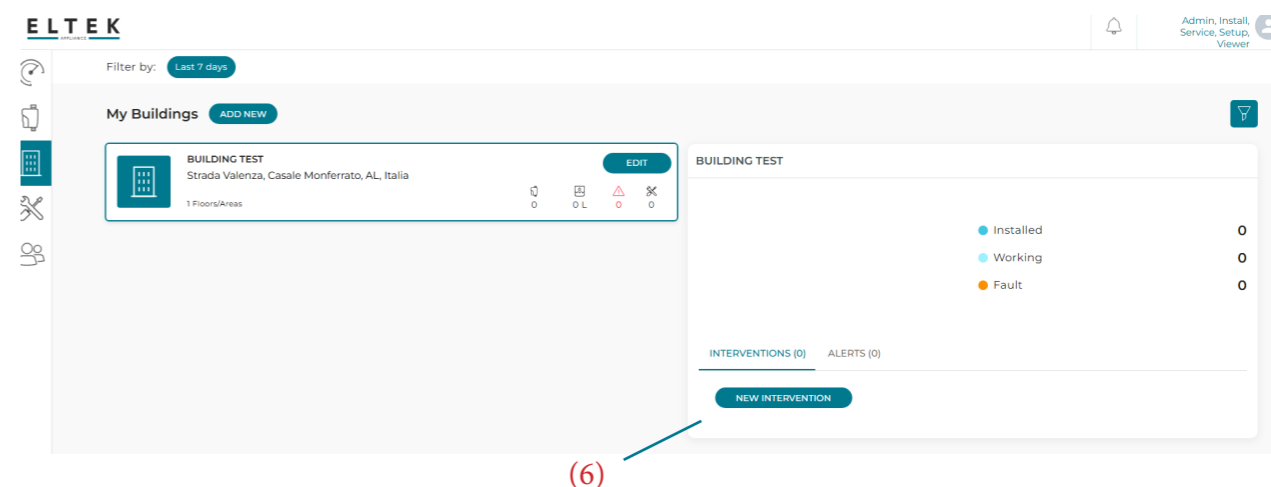 ELTEK
APPLIANCE
Admin, Install,
Service, Setup,
Viewer
Filter by: Last 7 days
My Buildings ADD NEW
BUILDING TEST
EDIT
Strada Valenza, Casale Monferrato, AL, Italia
1 Floors/Areas
0 0 L 0 0
BUILDING TEST
Installed 0
Working 0
Fault 0
INTERVENTIONS (0) ALERTS (0)
NEW INTERVENTION
(6)